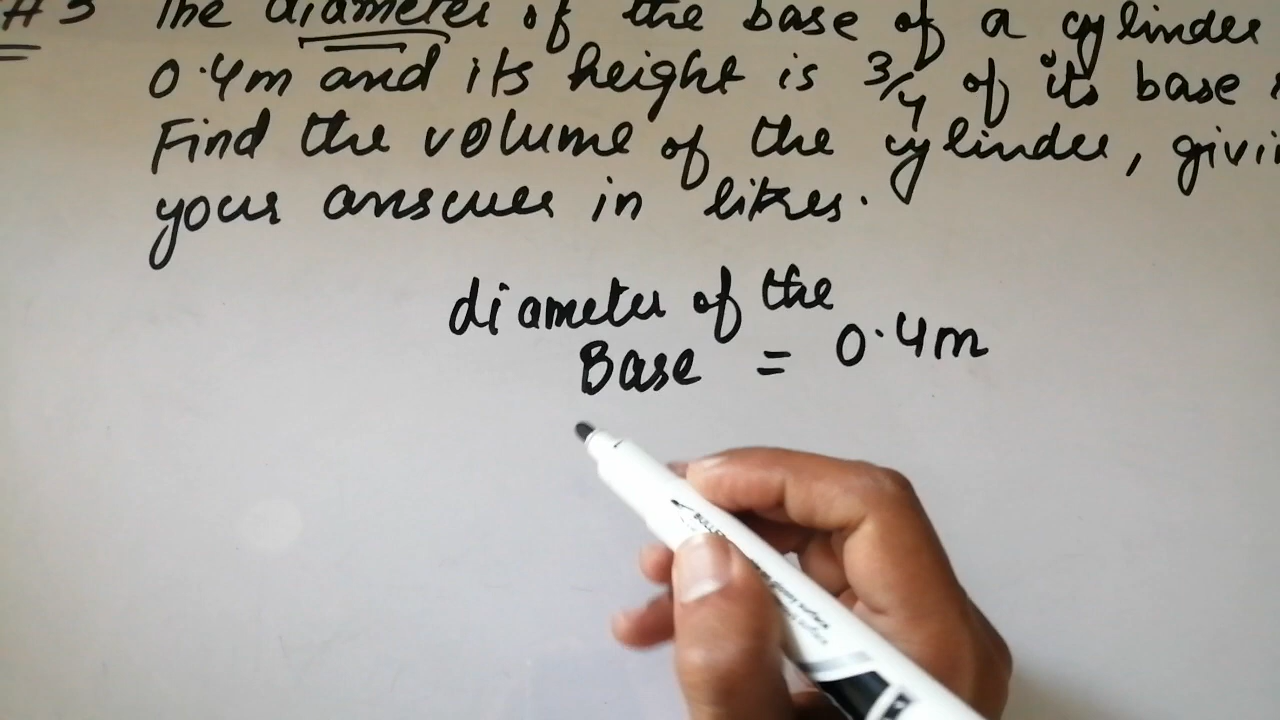 #3 The diameter of the base of a cylinder
0.4m and its height is 3/4 of its base
Find the volume of the cylinder, givi
your answer in litres.
diameter of the
Base = 0.4m